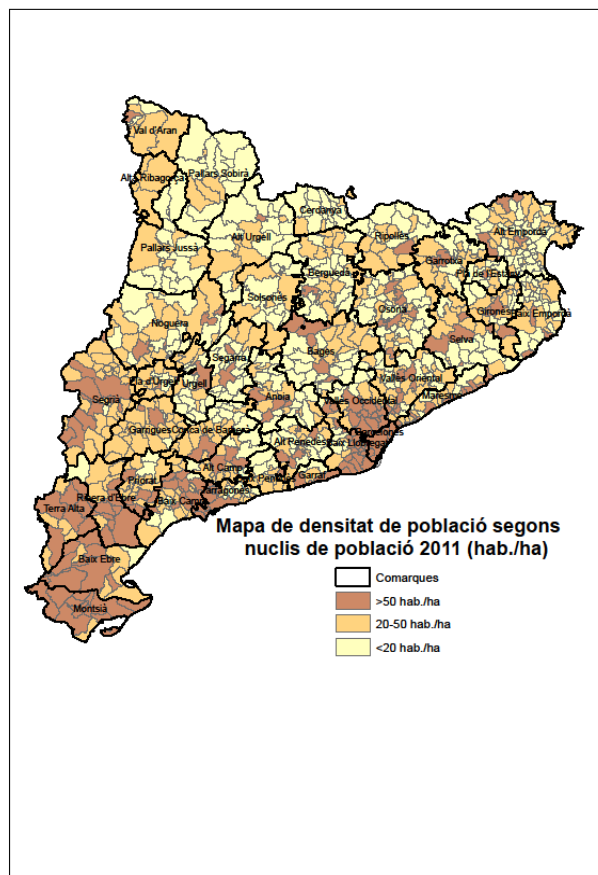 Val d'Aran
Alta Ribagorça
Pallars Sobirà
Cerdanya
Alt Urgell
Ripollès
Alt Empordà
Pallars Jussà
Berguedà
Garrotxa
Pla de l'Estany
Solsonès
Osona
Gironès
Baix Empordà
Noguera
Selva
Segarra
Bages
Pla d'Urgell
Urgell
Vallès Oriental
Segrià
Anoia
Vallès Occidental
Maresme
Garrigues
Conca de Barberà
Barcelonès
Alt Penedès
Baix Llobregat
Alt Camp
Priorat
Baix Penedès
Garraf
Ribera d'Ebre
Tarragonès
Baix Camp
Terra Alta
Baix Ebre
Montsià
Mapa de densitat de població segons
nuclis de població 2011 (hab./ha)
Comarques
>50 hab./ha
20-50 hab./ha
<20 hab./ha